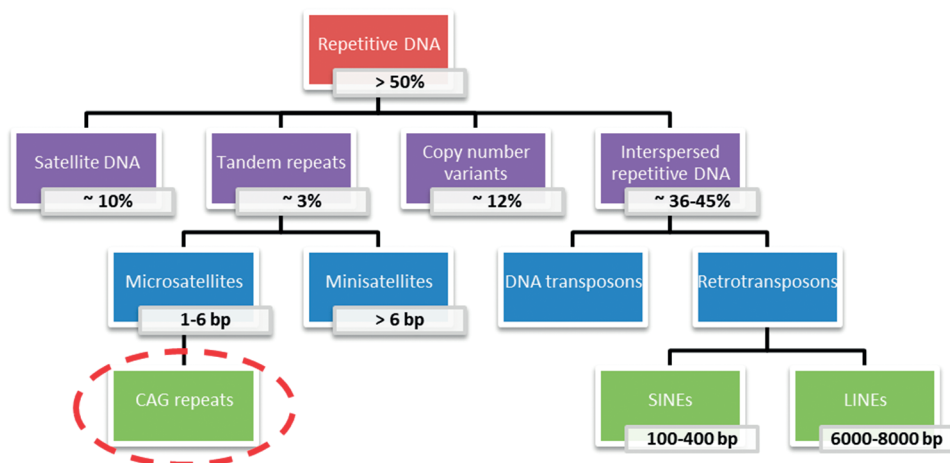 Repetitive DNA
> 50%
Satellite DNA
~ 10%
Tandem repeats
~ 3%
Copy number
variants
~ 12%
Interspersed
repetitive DNA
~ 36-45%
Microsatellites
1-6 bp
Minisatellites
> 6 bp
DNA transposons
Retrotransposons
CAG repeats
SINEs
100-400 bp
LINEs
6000-8000 bp